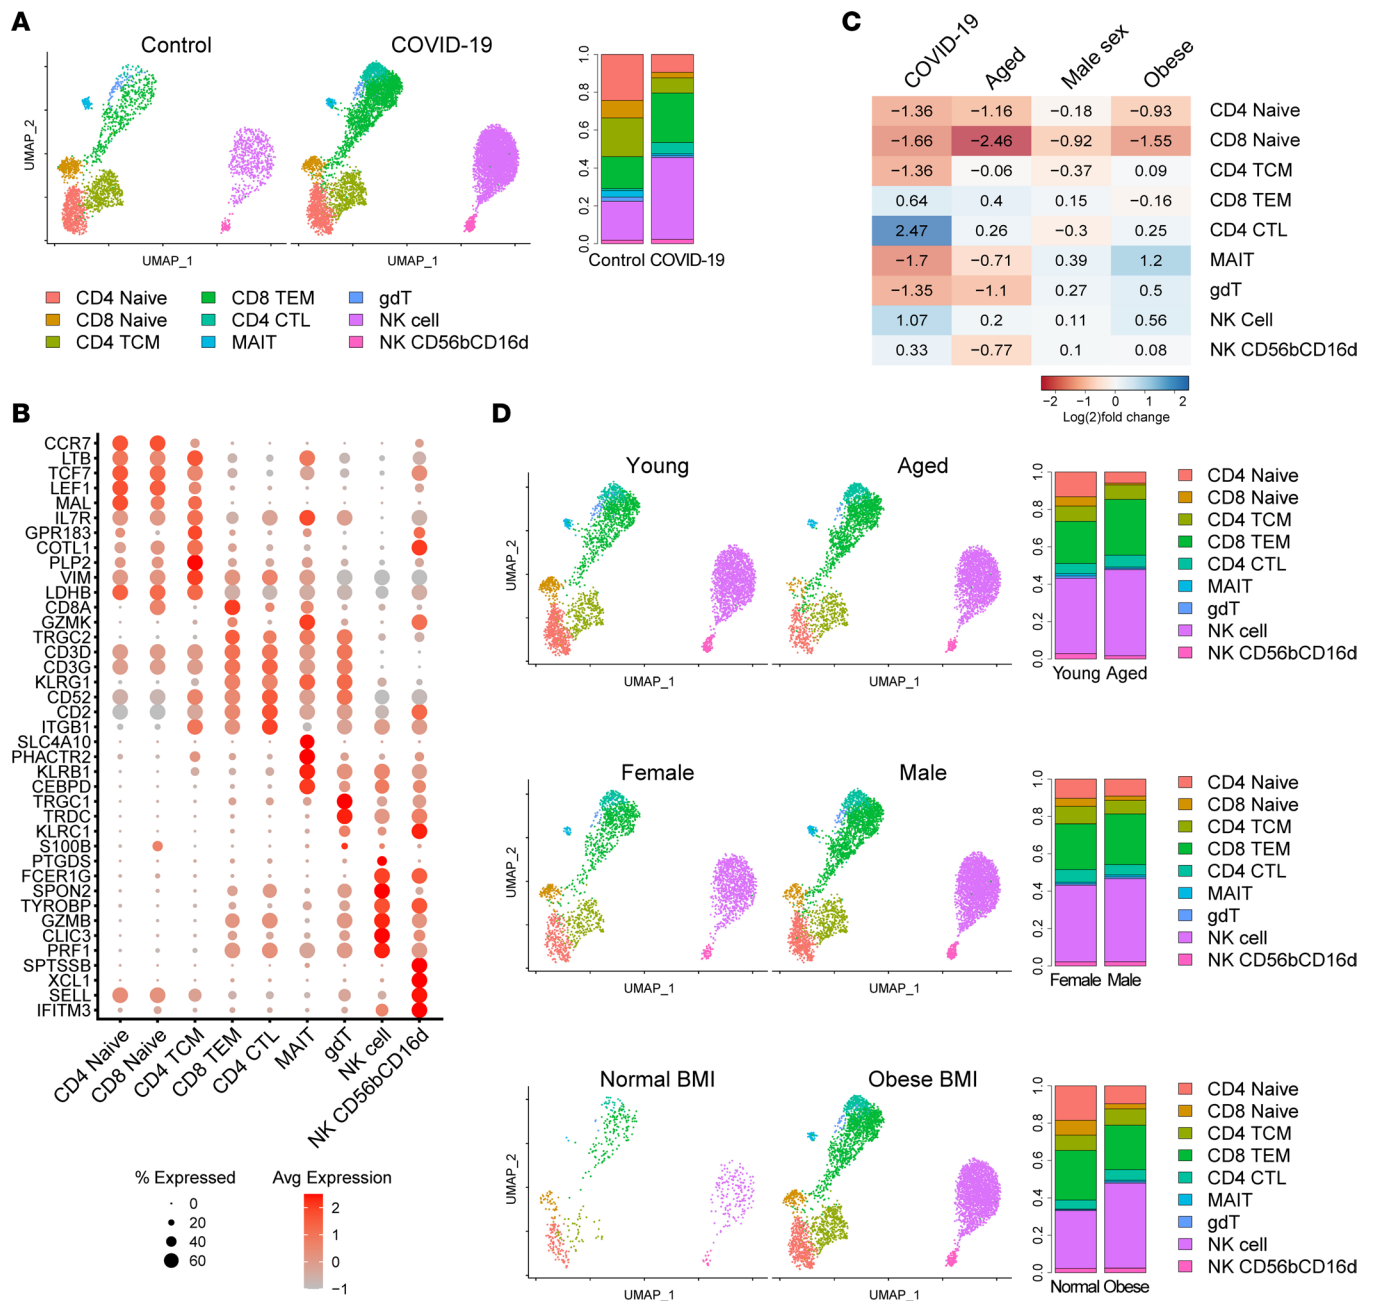 A
Control
COVID-19
UMAP_2
UMAP_1
UMAP_1
1.0
0.8
0.6
0.4
0.2
0.0
Control COVID-19
CD4 Naive
CD8 Naive
CD4 TCM
CD8 TEM
CD4 CTL
MAIT
gdT
NK cell
NK CD56bCD16d
C
COVID-19 Aged Male sex Obese
−1.36 −1.16 −0.18 −0.93 CD4 Naive
−1.66 −2.46 −0.92 −1.55 CD8 Naive
−1.36 −0.06 −0.37 0.09 CD4 TCM
0.64 0.4 0.15 −0.16 CD8 TEM
2.47 0.26 −0.3 0.25 CD4 CTL
−1.7 −0.71 0.39 1.2 MAIT
−1.35 −1.1 0.27 0.5 gdT
1.07 0.2 0.11 0.56 NK Cell
0.33 −0.77 0.1 0.08 NK CD56bCD16d
−2 −1 0 1 2
Log(2)fold change
B
CCR7
LTB
TCF7
LEF1
MAL
IL7R
GPR183
COTL1
PLP2
VIM
LDHB
CD8A
GZMK
TRGC2
CD3D
CD3G
KLRG1
CD52
CD2
ITGB1
SLC4A10
PHACTR2
KLRB1
CEBPD
TRGC1
TRDC
KLRC1
S100B
PTGDS
FCER1G
SPON2
TYROBP
GZMB
CLIC3
PRF1
SPTSSB
XCL1
SELL
IFITM3
CD4 Naive
CD8 Naive
CD4 TCM
CD8 TEM
CD4 CTL
MAIT
gdT
NK cell
NK CD56bCD16d
% Expressed
0
20
40
60
Avg Expression
2
1
0
−1
D
Young
Aged
UMAP_2
UMAP_1
UMAP_1
1.0
0.8
0.6
0.4
0.2
0.0
Young Aged
CD4 Naive
CD8 Naive
CD4 TCM
CD8 TEM
CD4 CTL
MAIT
gdT
NK cell
NK CD56bCD16d
Female
Male
UMAP_2
UMAP_1
UMAP_1
1.0
0.8
0.6
0.4
0.2
0.0
Female Male
CD4 Naive
CD8 Naive
CD4 TCM
CD8 TEM
CD4 CTL
MAIT
gdT
NK cell
NK CD56bCD16d
Normal BMI
Obese BMI
UMAP_2
UMAP_1
UMAP_1
1.0
0.8
0.6
0.4
0.2
0.0
Normal Obese
CD4 Naive
CD8 Naive
CD4 TCM
CD8 TEM
CD4 CTL
MAIT
gdT
NK cell
NK CD56bCD16d